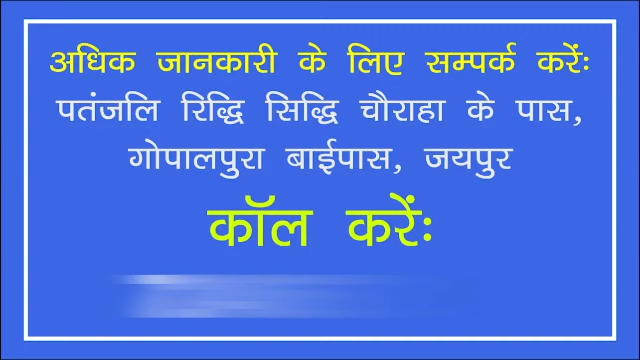 अधिक जानकारी के लिए सम्पर्क करें:
पतंजलि रिद्धि सिद्धि चौराहा के पास,
गोपालपुरा बाईपास, जयपुर
कॉल करें: